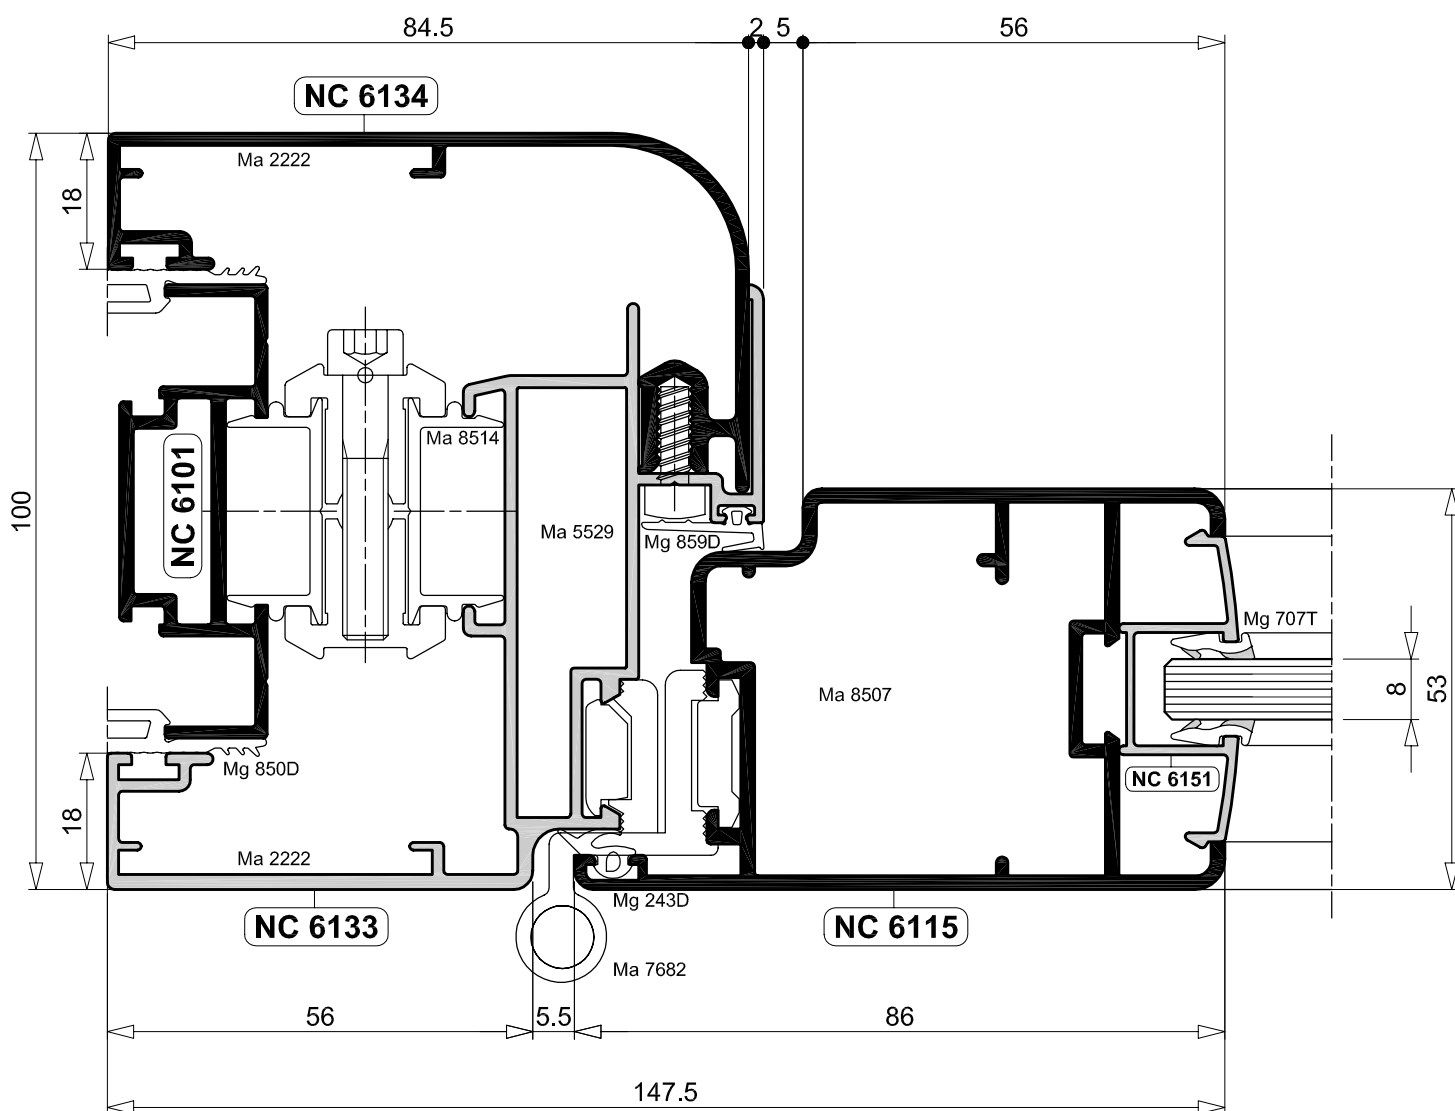 84.5 2 5 56
NC 6134
Ma 2222
18
Ma 8514
NC 6101
100
Ma 5529
Mg 859D
Mg 707T
8
53
Ma 8507
Mg 850D
NC 6151
18
Ma 2222
NC 6133
Mg 243D
NC 6115
Ma 7682
56 5.5 86
147.5